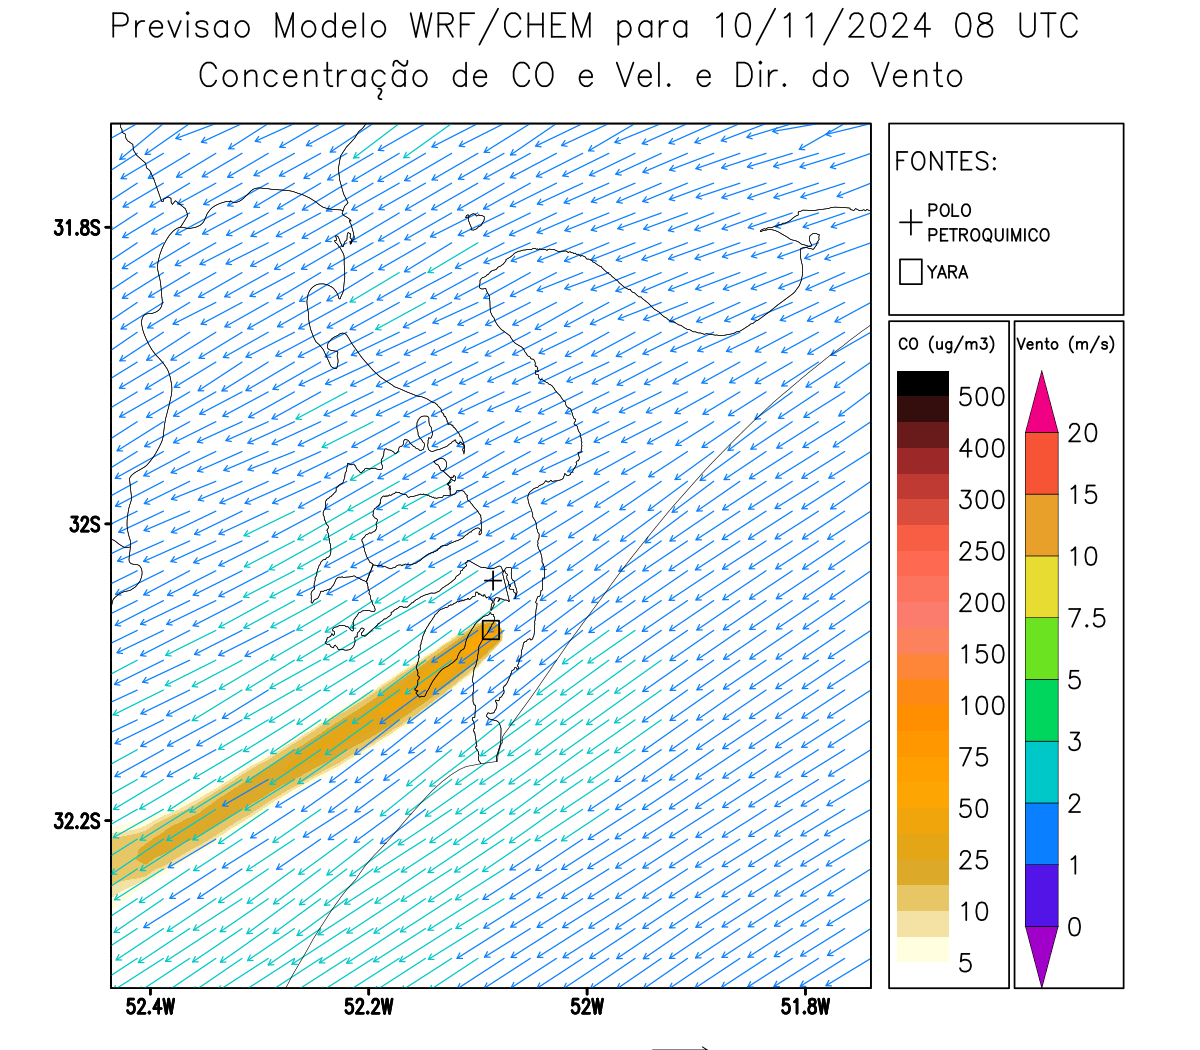 Previsao Modelo WRF/CHEM para 10/11/2024 08 UTC
Concentração de CO e Vel. e Dir. do Vento
FONTES:
POLO
PETROQUIMICO
YARA
CO (ug/m3)
500
400
300
250
200
150
100
75
50
25
10
5
Vento (m/s)
20
15
10
7.5
5
3
2
1
0
31.8S
32S
32.2S
52.4W
52.2W
52W
51.8W